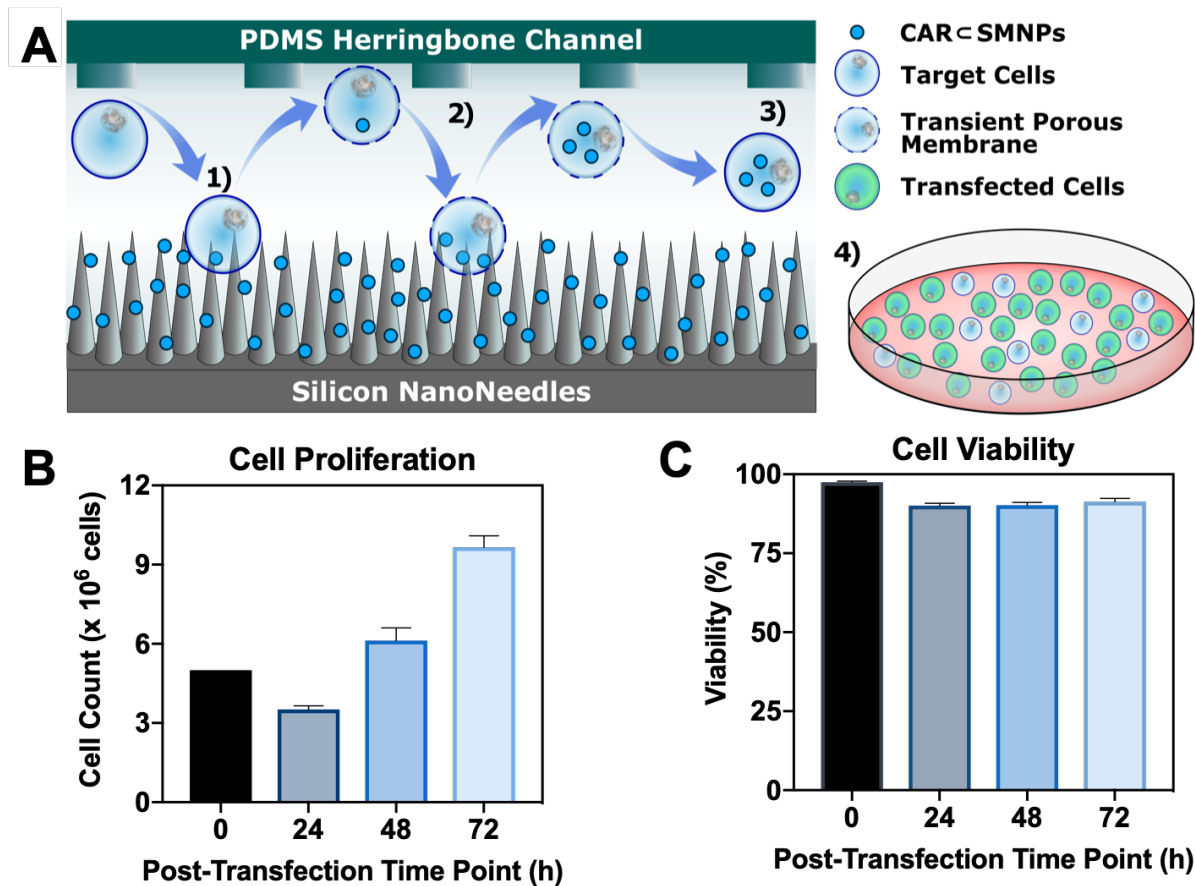 A
PDMS Herringbone Channel
1)
2)
3)
Silicon NanoNeedles
CAR⊂SMNPs
Target Cells
Transient Porous
Membrane
Transfected Cells
4)
B
Cell Proliferation
Cell Count (x 10⁶ cells)
12
9
6
3
0
0 24 48 72
Post-Transfection Time Point (h)
C
Cell Viability
Viability (%)
100
75
50
25
0
0 24 48 72
Post-Transfection Time Point (h)